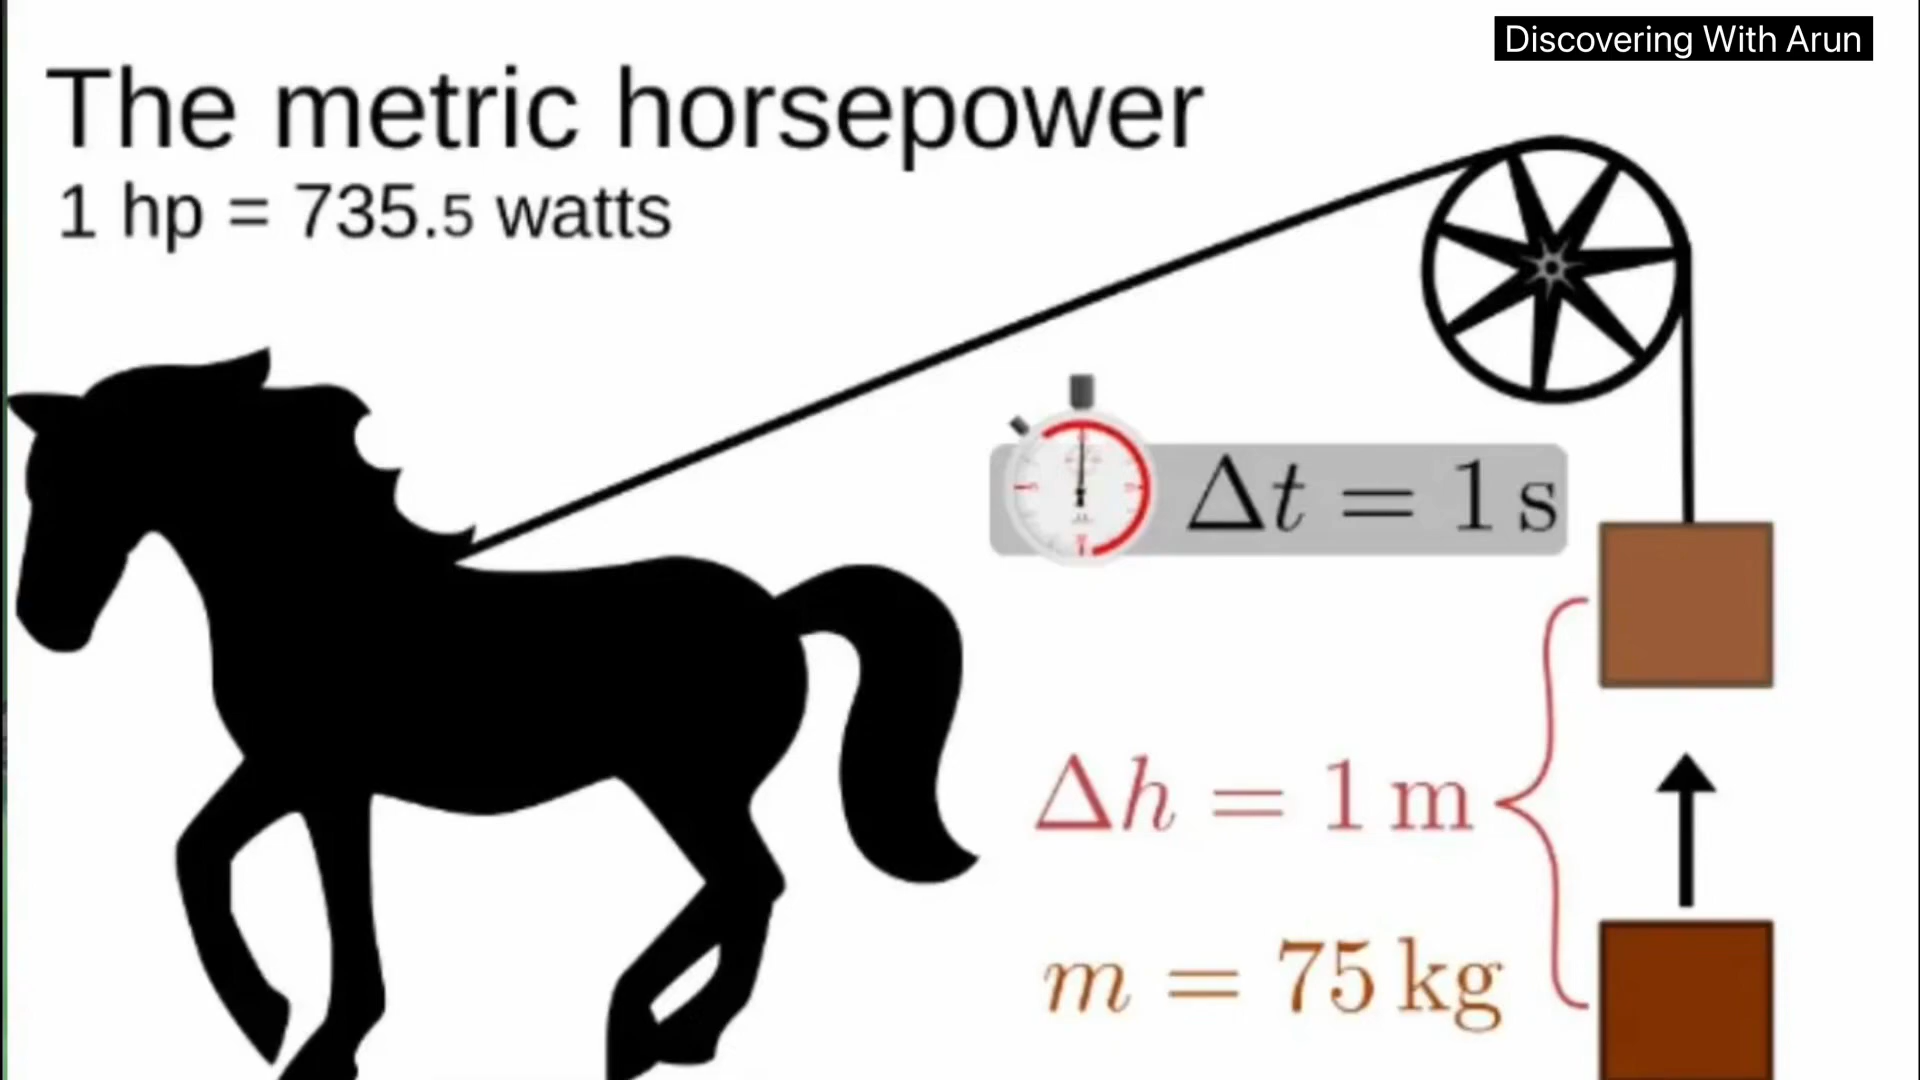 Discovering With Arun
The metric horsepower
1 hp = 735.5 watts
Δt = 1 s
Δh = 1 m
m = 75 kg